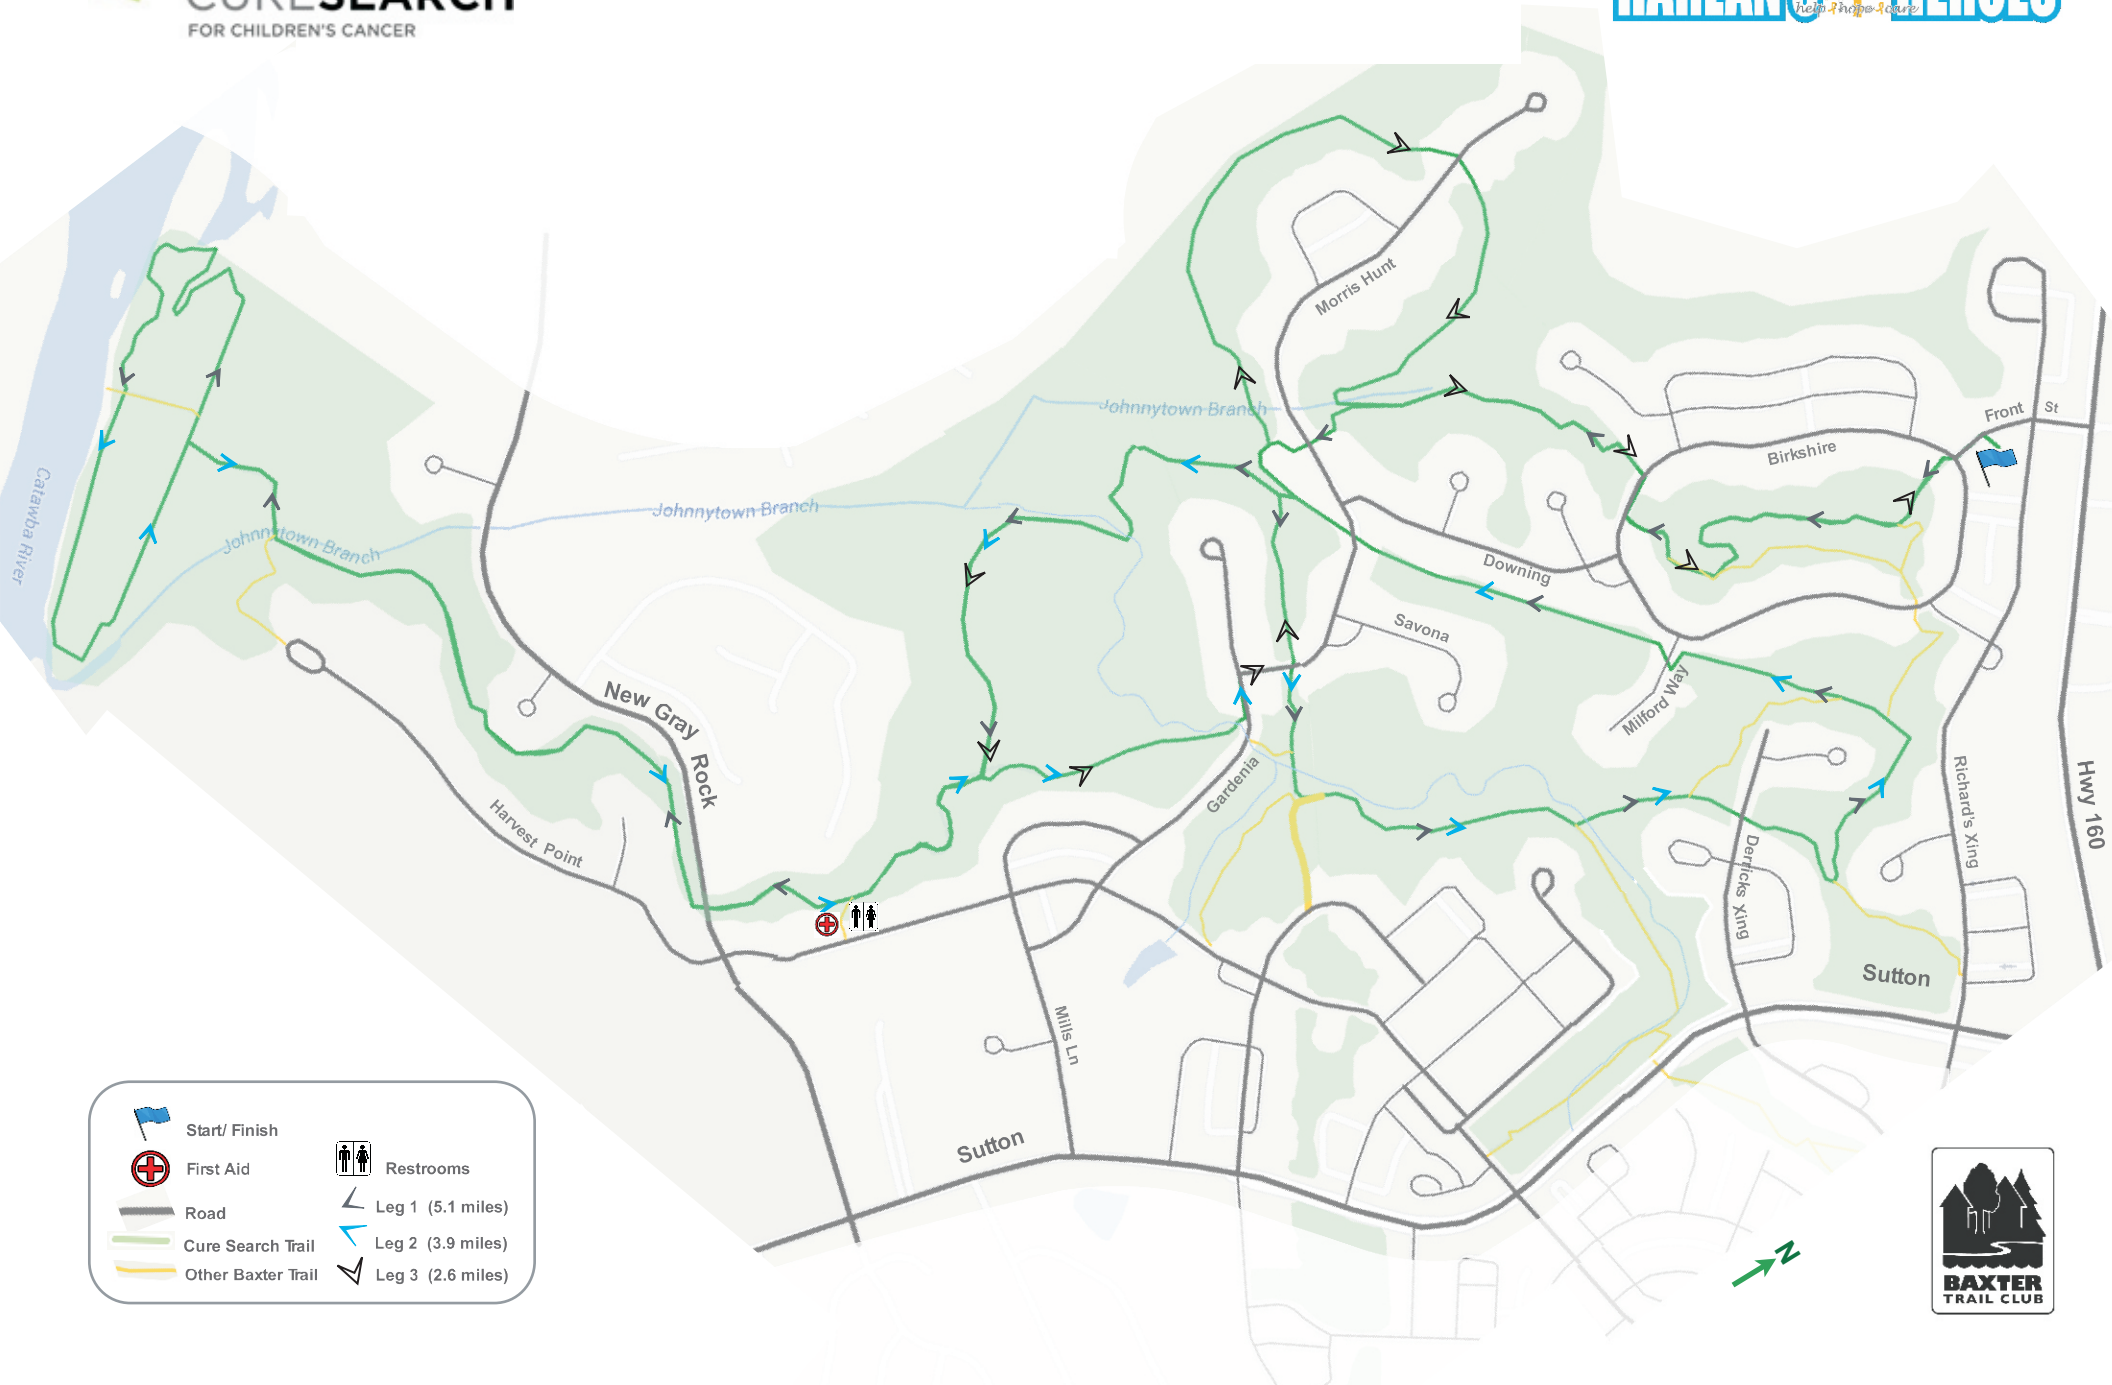 CURESEARCH
FOR CHILDREN'S CANCER
HARLAN'S HEROES
help hope cure
Morris Hunt
Johnnytown Branch
Front St
Birkshire
Catawba River
Johnnytown Branch
Johnnytown Branch
Downing
Savona
Milford Way
New Gray Rock
Gardenia
Harvest Point
Richard's Xing
Hwy 160
Derricks Xing
Sutton
Mills Ln
Sutton
Start/ Finish
First Aid
Road
Cure Search Trail
Other Baxter Trail
Restrooms
Leg 1 (5.1 miles)
Leg 2 (3.9 miles)
Leg 3 (2.6 miles)
N
BAXTER
TRAIL CLUB